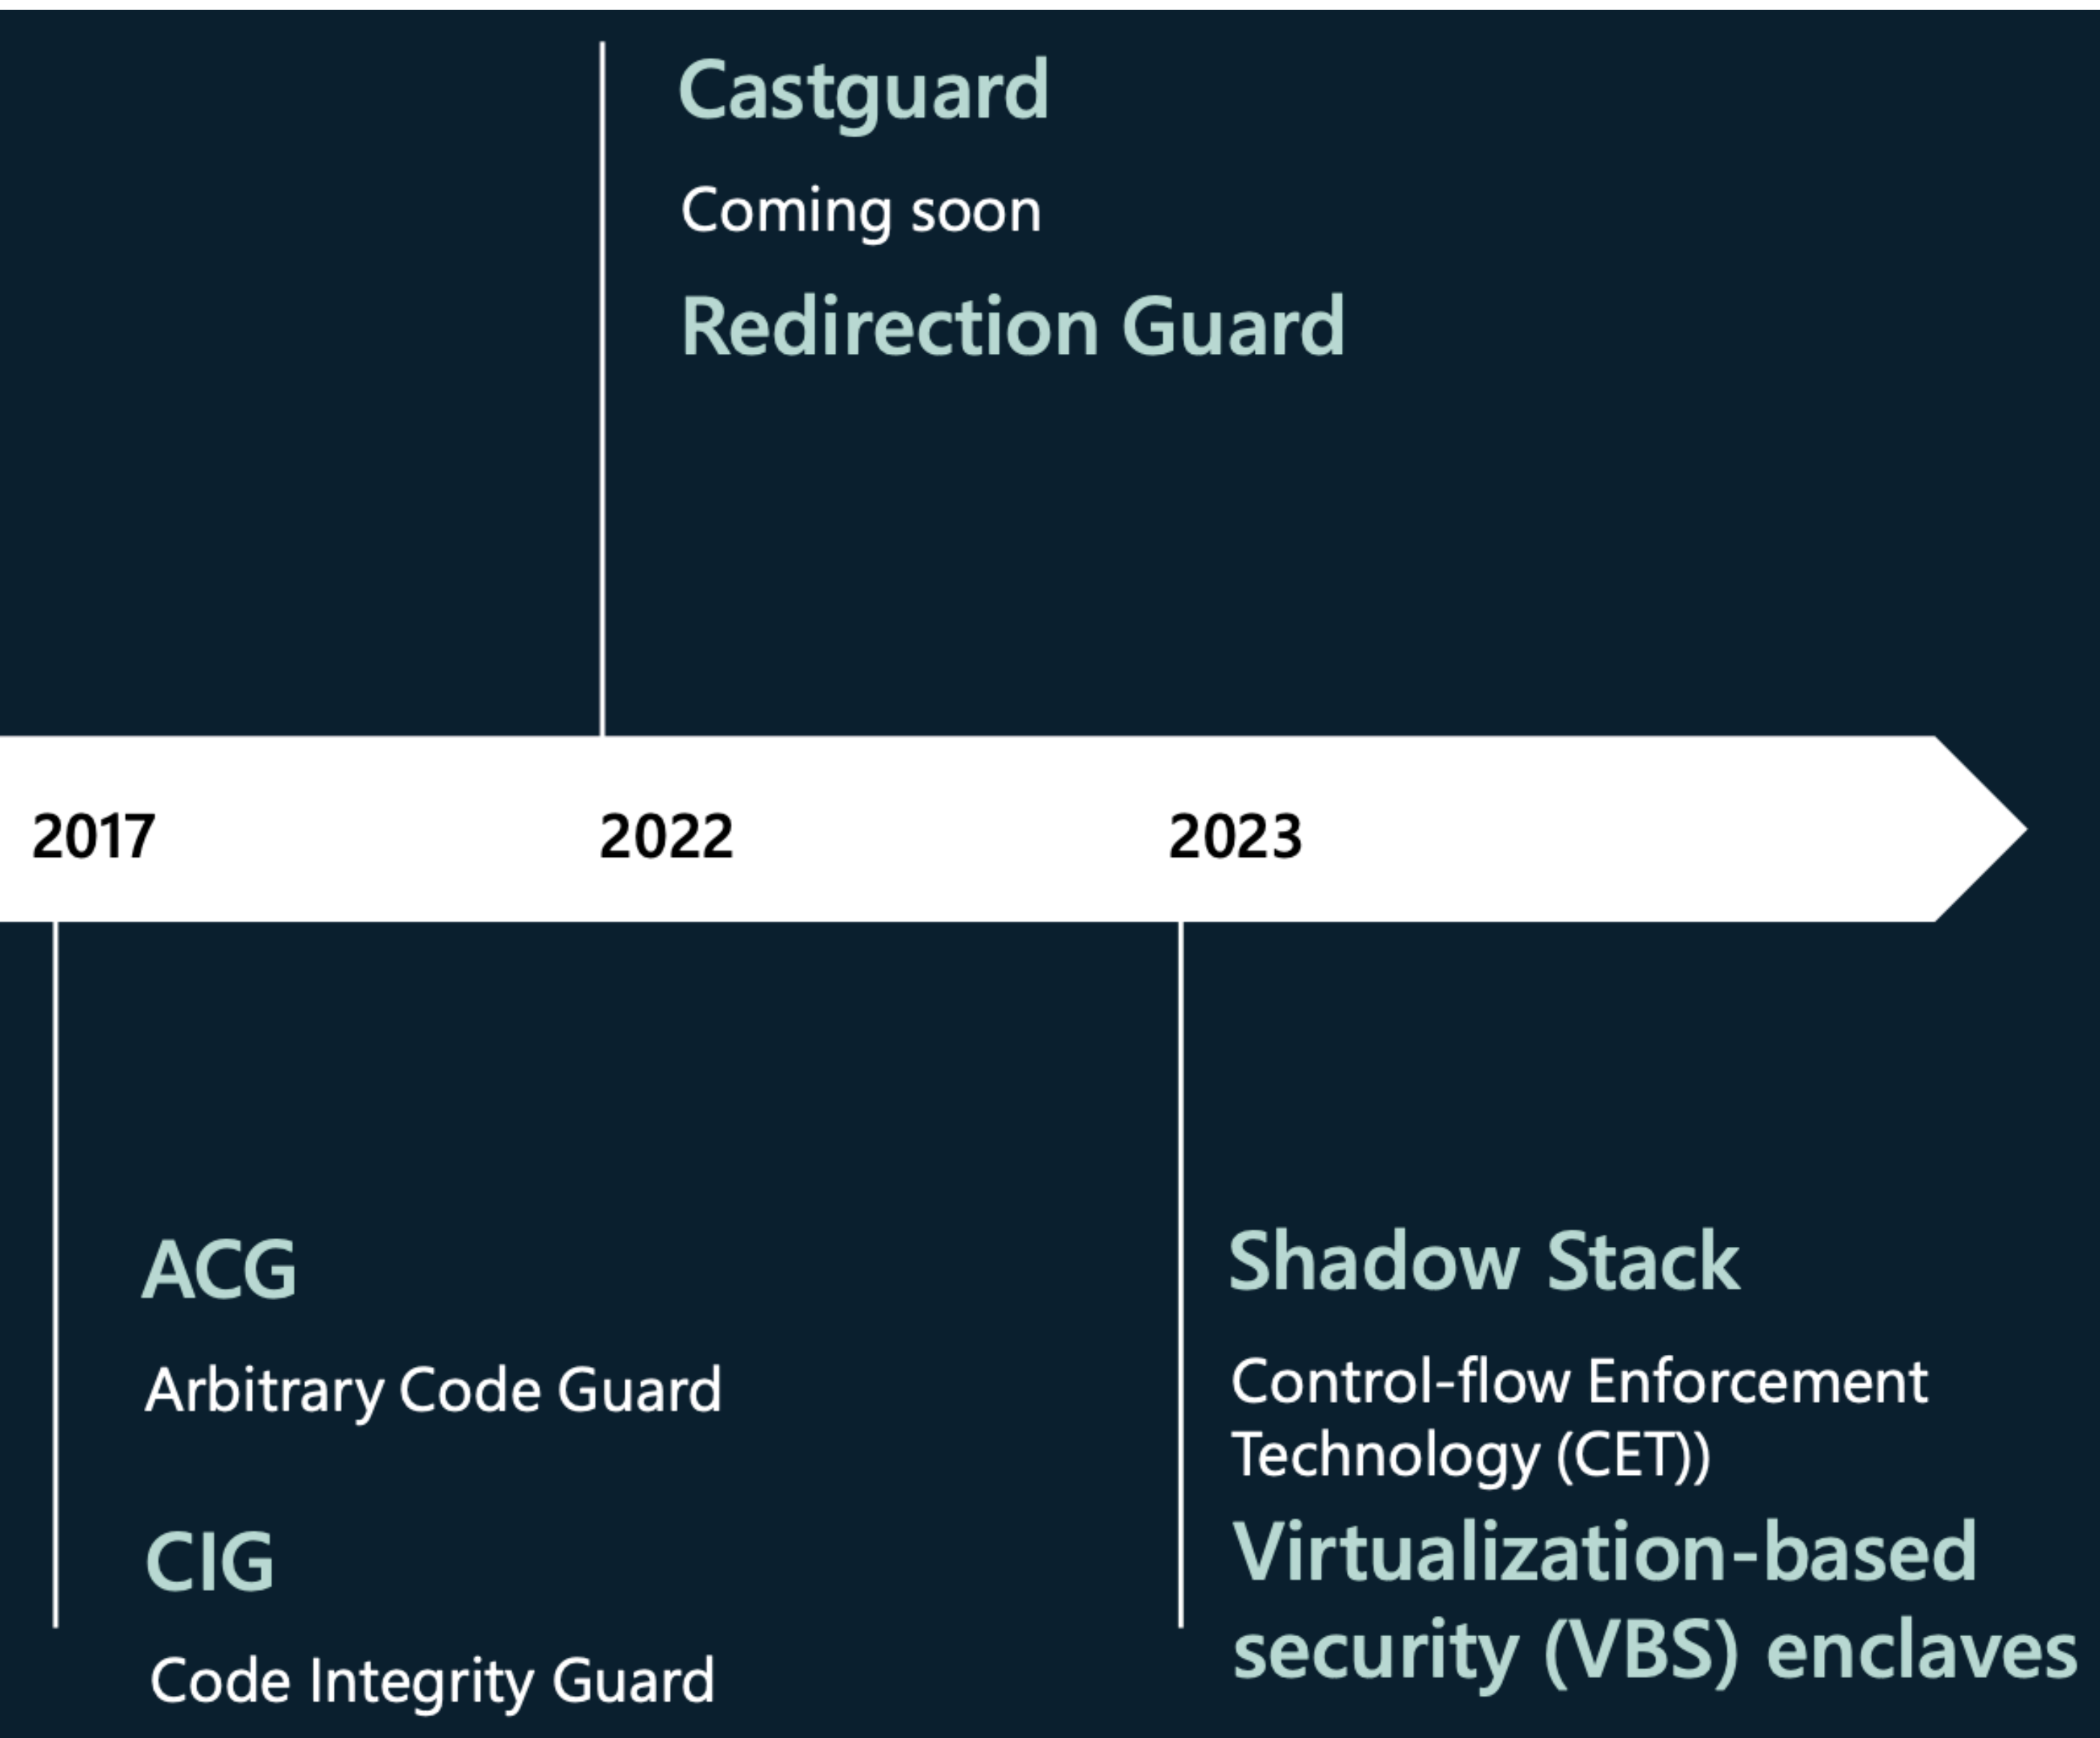 Castguard
Coming soon
Redirection Guard
2017
2022
2023
ACG
Arbitrary Code Guard
CIG
Code Integrity Guard
Shadow Stack
Control-flow Enforcement
Technology (CET))
Virtualization-based
security (VBS) enclaves